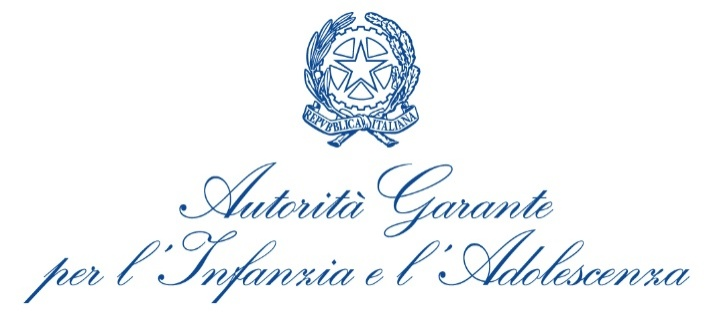 REPVBBLICA ITALIANA
Autorità Garante
per l'Infanzia e l'Adolescenza